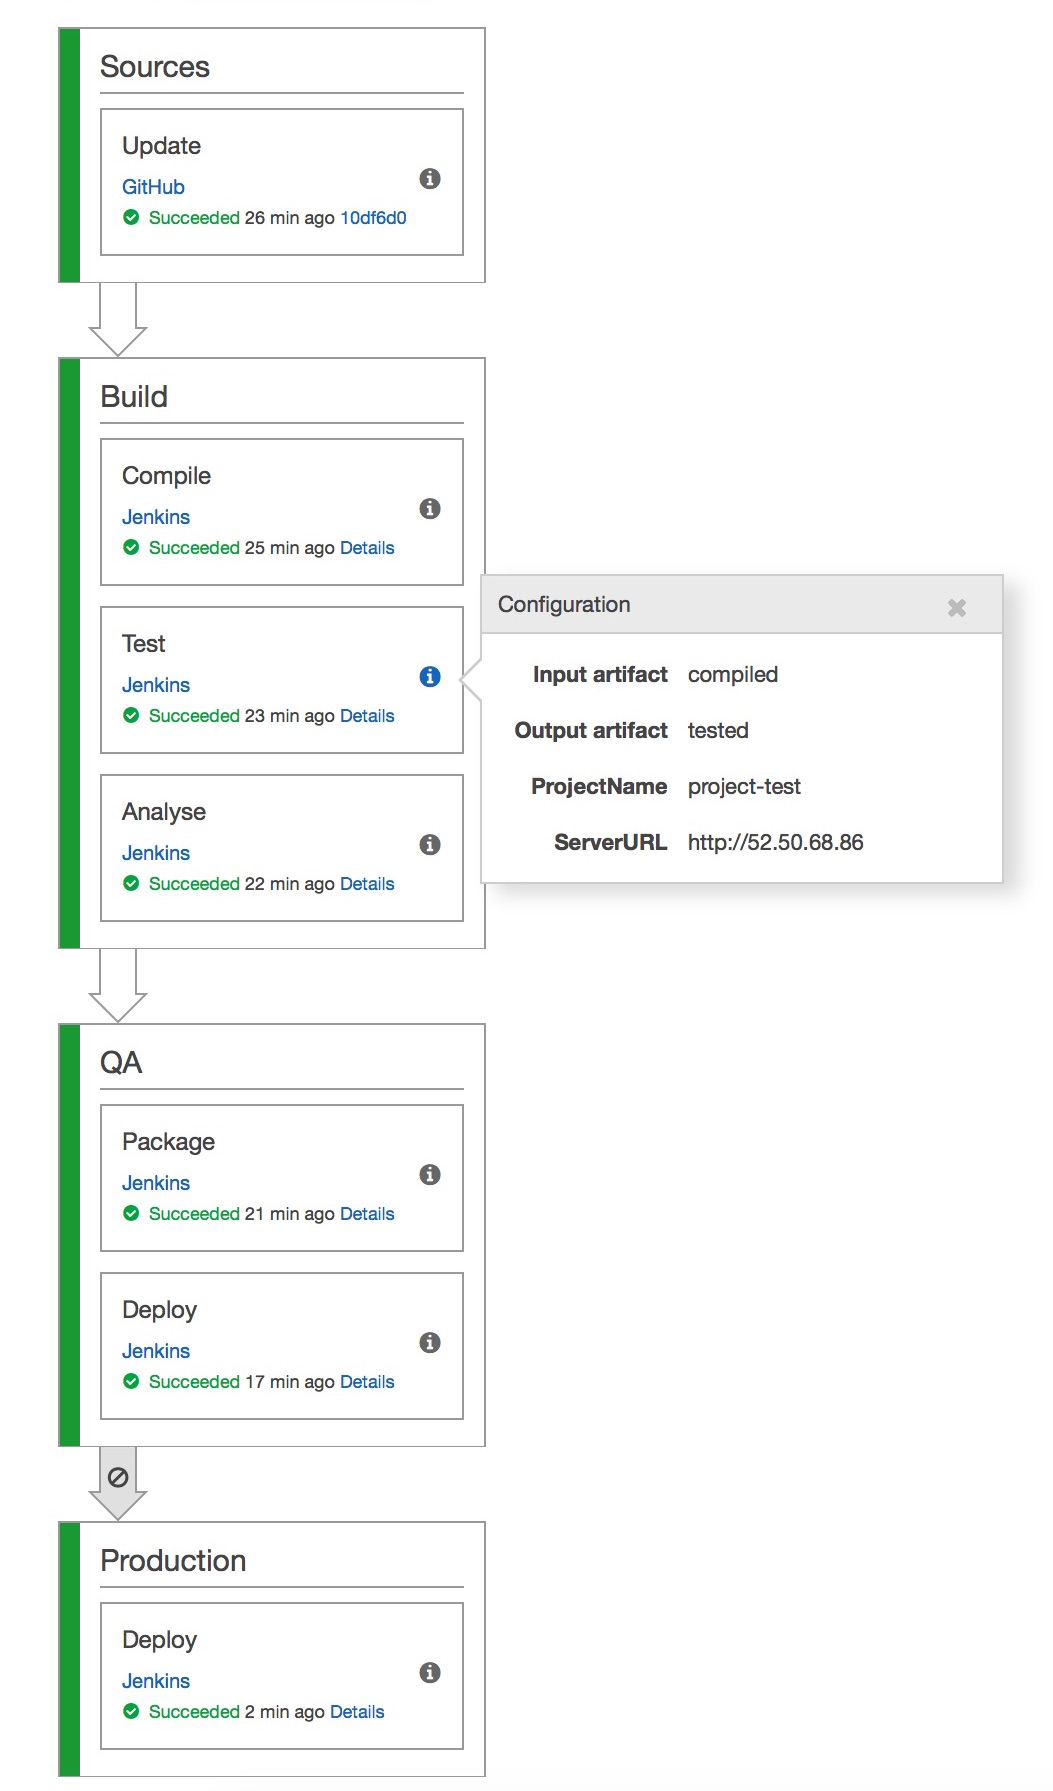 Sources
Update
GitHub
Succeeded 26 min ago 10df6d0
Build
Compile
Jenkins
Succeeded 25 min ago Details
Test
Jenkins
Succeeded 23 min ago Details
Configuration
Input artifact compiled
Output artifact tested
ProjectName project-test
ServerURL http://52.50.68.86
Analyse
Jenkins
Succeeded 22 min ago Details
QA
Package
Jenkins
Succeeded 21 min ago Details
Deploy
Jenkins
Succeeded 17 min ago Details
Production
Deploy
Jenkins
Succeeded 2 min ago Details